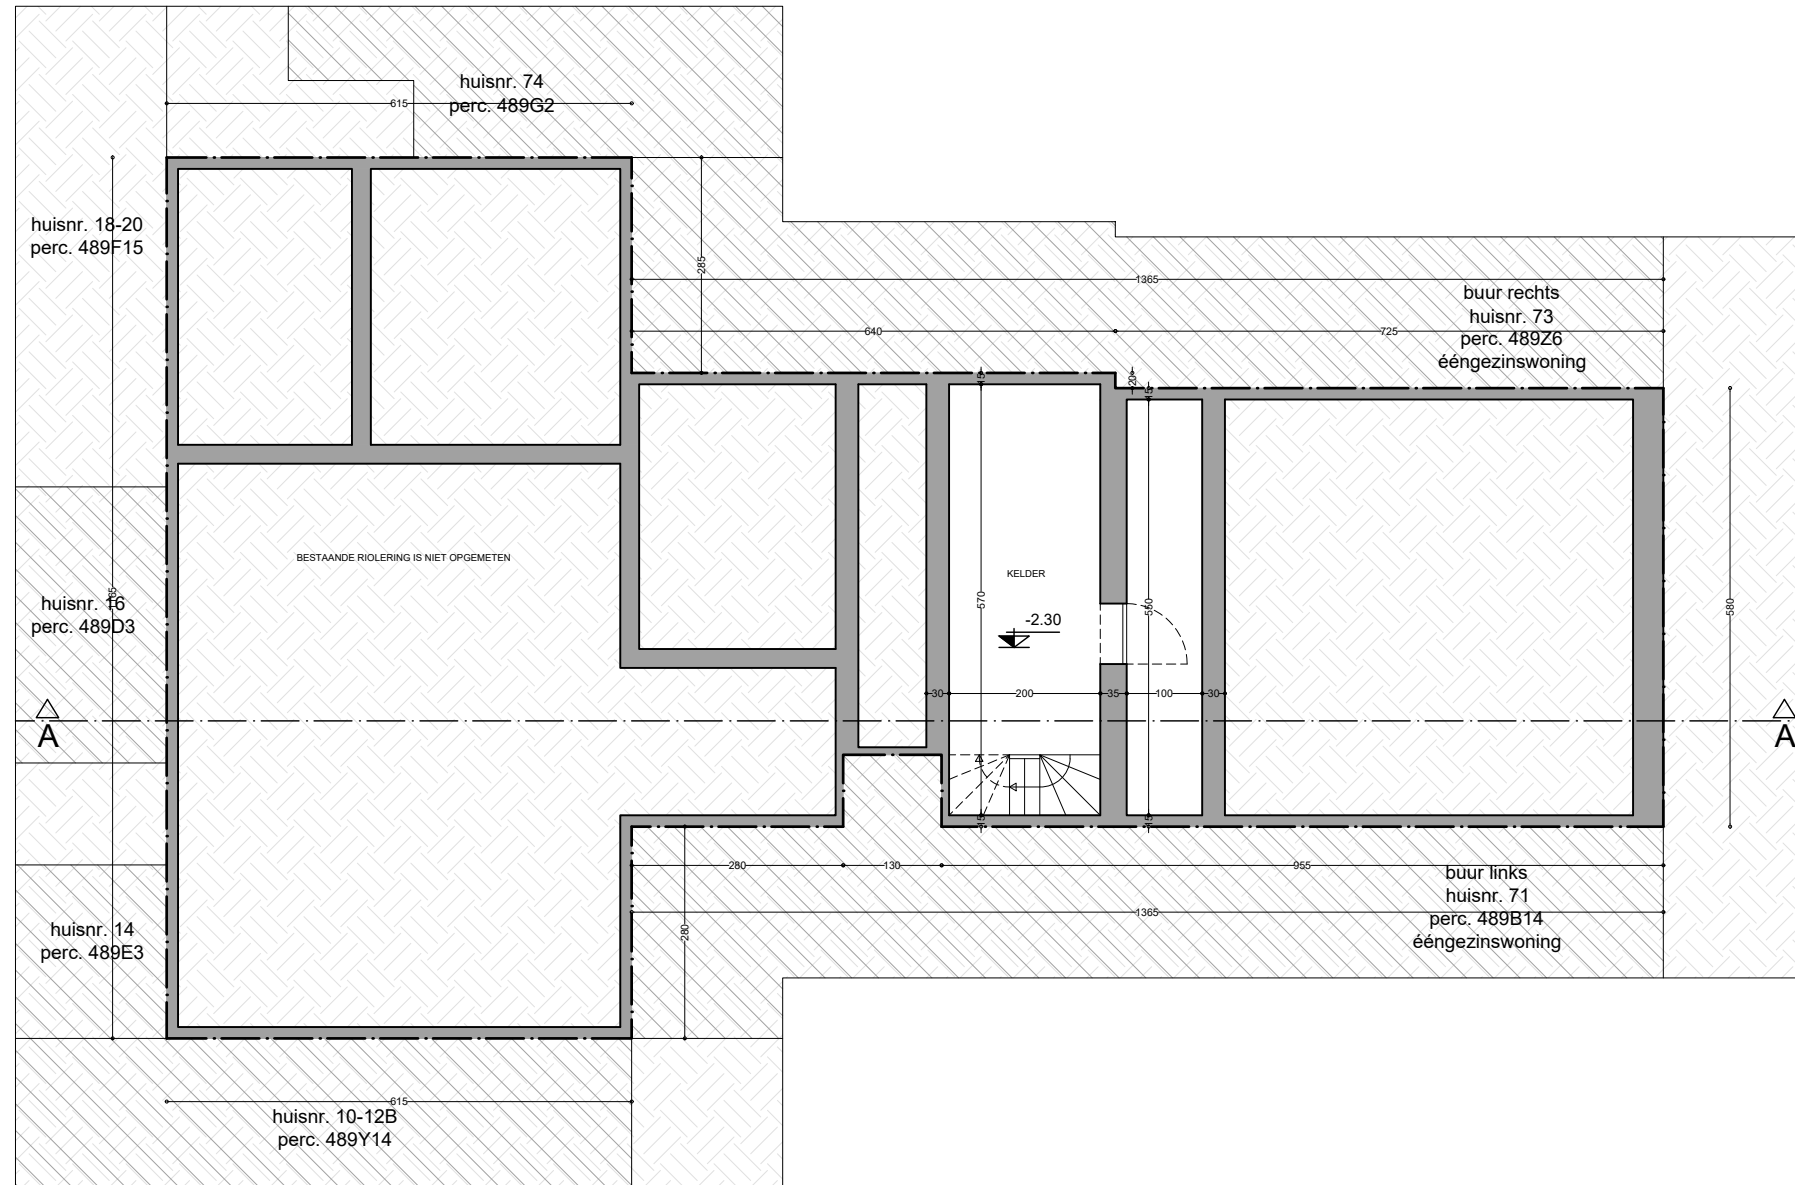 huisnr. 74
perc. 489G2
615
huisnr. 18-20
perc. 489F15
285
1365
buur rechts
huisnr. 73
perc. 489Z6
ééngezinswoning
640
725
15
20
15
BESTAANDE RIOLERING IS NIET OPGEMETEN
KELDER
570
550
580
1165
huisnr. 16
perc. 489D3
-2.30
30
200
35
100
30
A
A
15
15
280
130
955
buur links
huisnr. 71
perc. 489B14
ééngezinswoning
1365
280
huisnr. 14
perc. 489E3
615
huisnr. 10-12B
perc. 489Y14